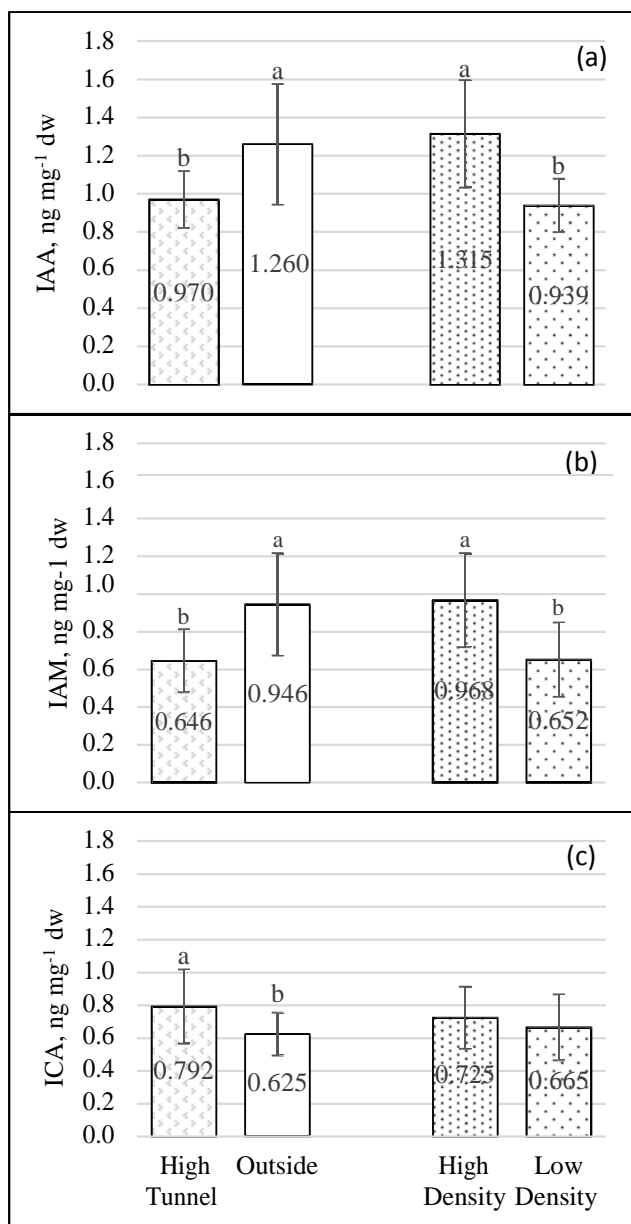 (a)
IAA, ng mg⁻¹ dw
1.8
1.6
1.4
1.2
1.0
0.8
0.6
0.4
0.2
0.0
b
a
a
b
0.970
1.260
1.315
0.939
(b)
IAM, ng mg-1 dw
1.8
1.6
1.4
1.2
1.0
0.8
0.6
0.4
0.2
0.0
b
a
a
b
0.646
0.946
0.968
0.652
(c)
ICA, ng mg⁻¹ dw
1.8
1.6
1.4
1.2
1.0
0.8
0.6
0.4
0.2
0.0
a
b
0.792
0.625
0.725
0.665
High
Tunnel
Outside
High
Density
Low
Density